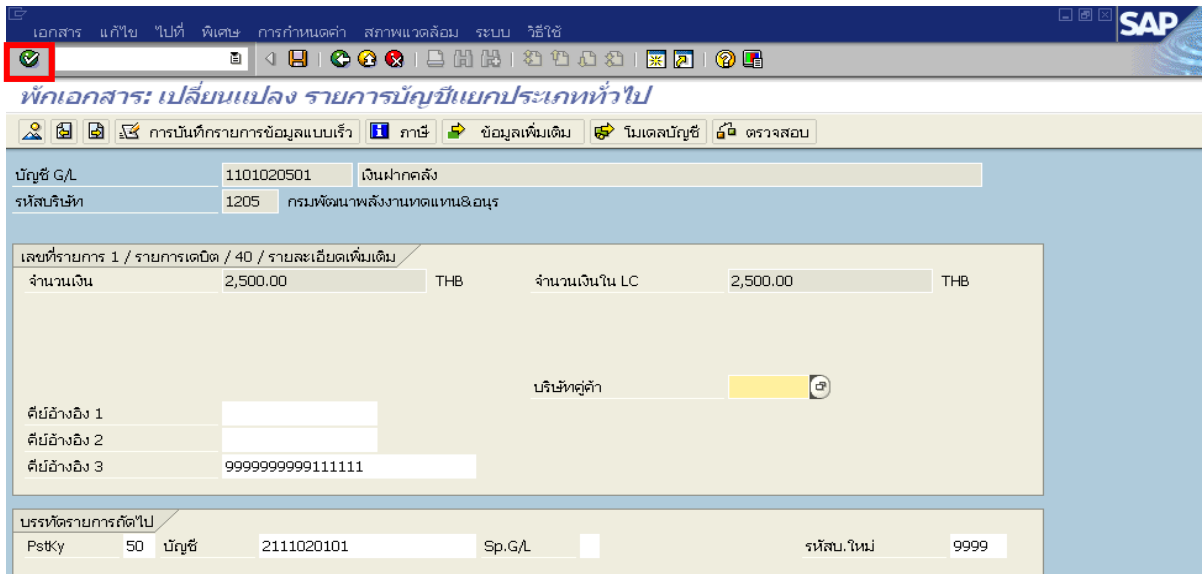 เอกสาร แก้ไข ไปที่ พิเศษ การกำหนดค่า สภาพแวดล้อม ระบบ วิธีใช้
SAP
พักเอกสาร: เปลี่ยนแปลง รายการบัญชีแยกประเภททั่วไป
การบันทึกรายการข้อมูลแบบเร็ว ภาษี ข้อมูลเพิ่มเติม โมเดลบัญชี ตรวจสอบ
บัญชี G/L 1101020501 เงินฝากคลัง
รหัสบริษัท 1205 กรมพัฒนาพลังงานทดแทน&อนุร
เลขที่รายการ 1 / รายการเดบิต / 40 / รายละเอียดเพิ่มเติม
จำนวนเงิน 2,500.00 THB จำนวนเงินใน LC 2,500.00 THB
บริษัทคู่ค้า
คีย์อ้างอิง 1
คีย์อ้างอิง 2
คีย์อ้างอิง 3 9999999999111111
บรรทัดรายการถัดไป
PstKy 50 บัญชี 2111020101 Sp.G/L รหัสบ.ใหม่ 9999